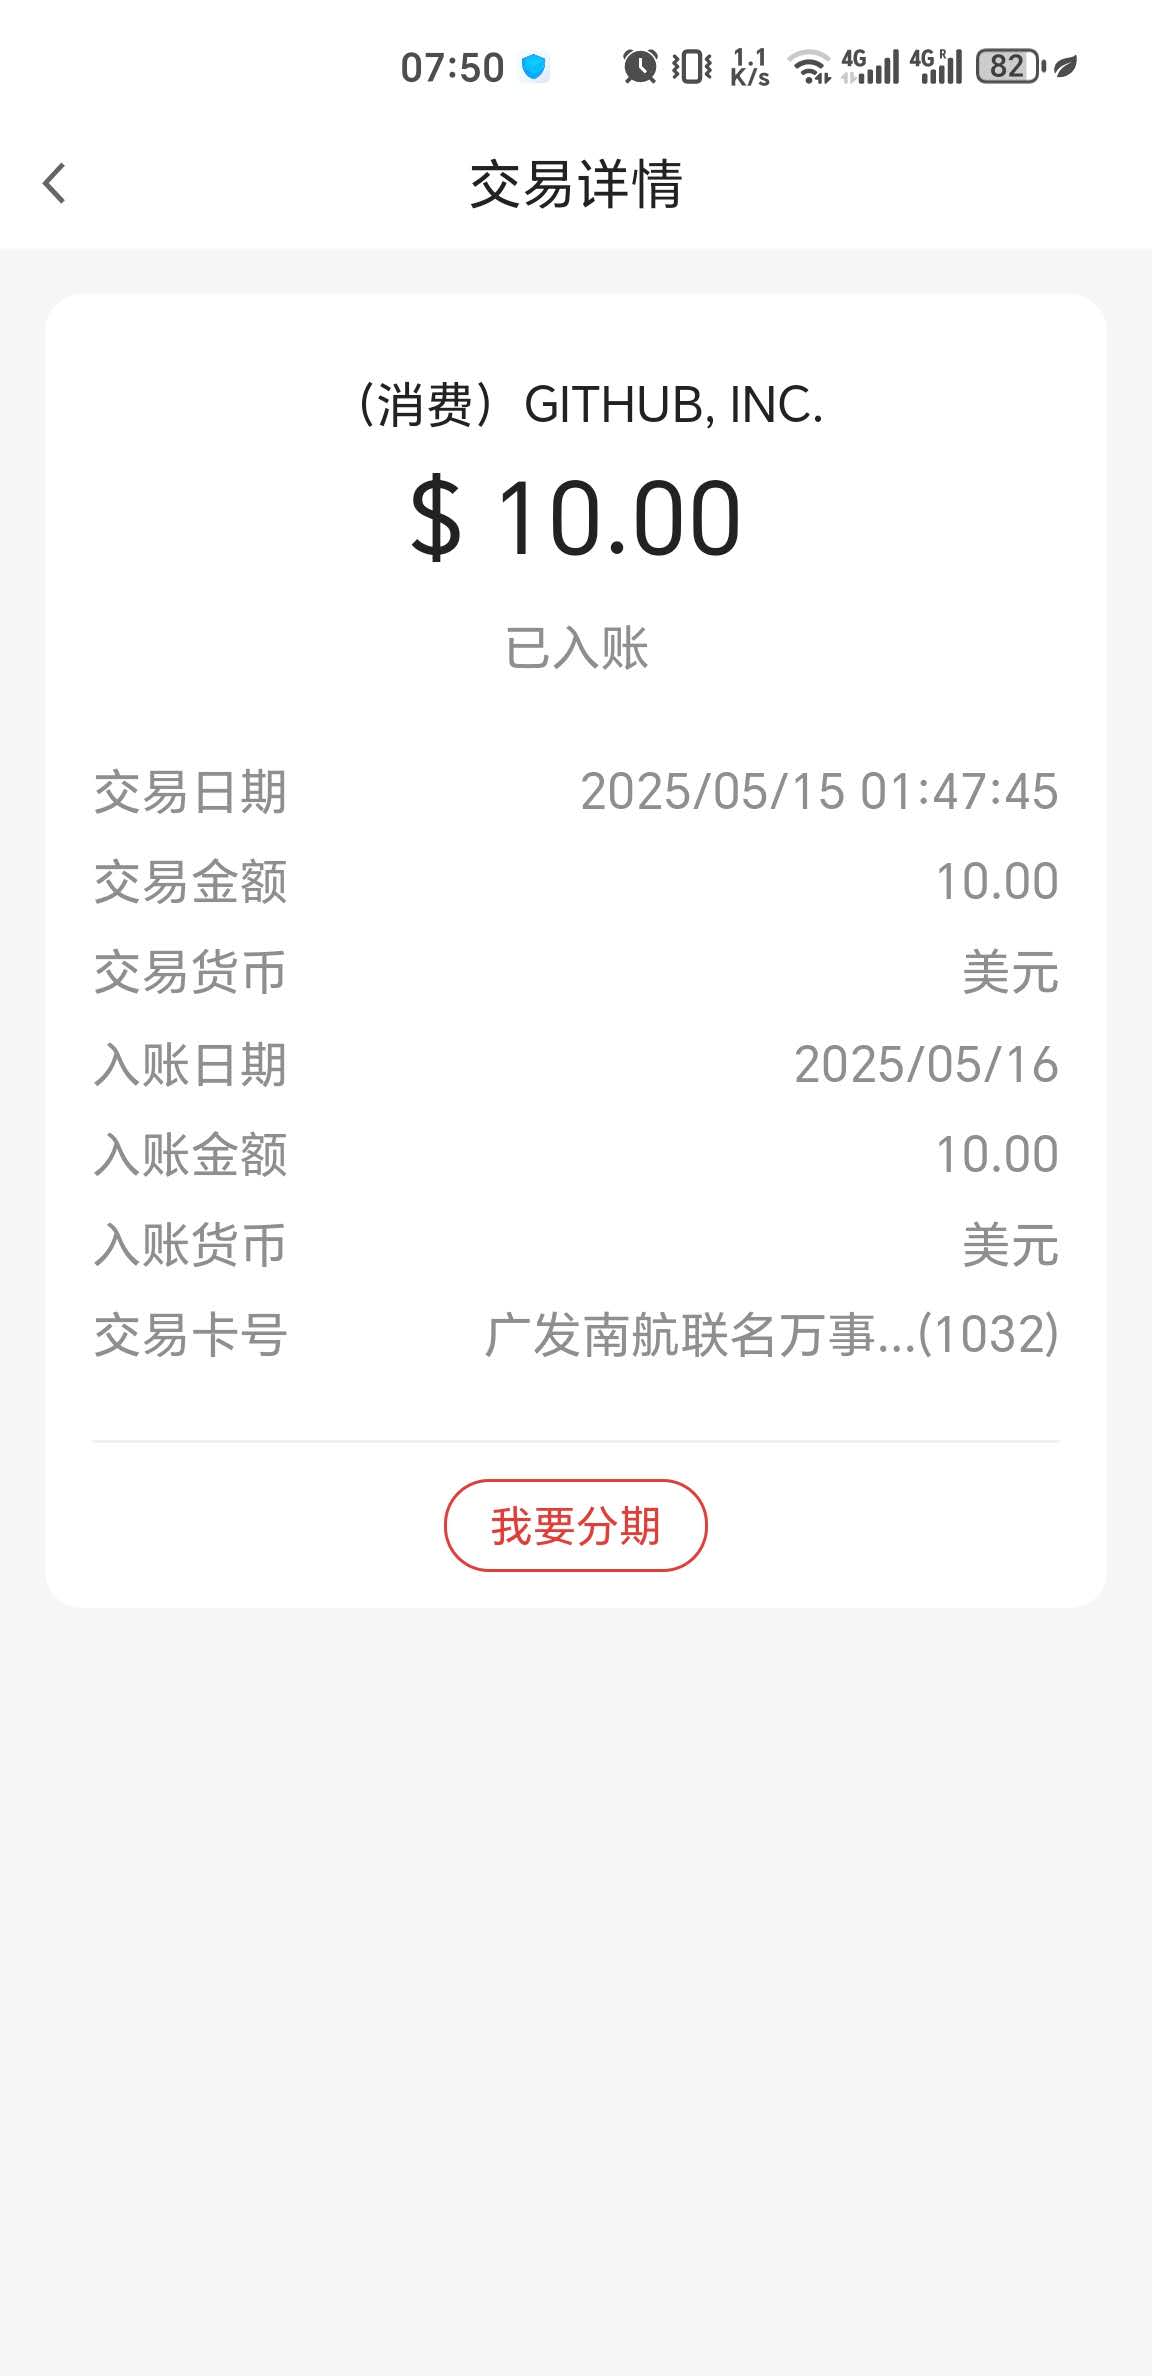 07:50 1.1 K/s 4G 4G R 82
交易详情
（消费）GITHUB, INC.
$ 10.00
已入账
交易日期 2025/05/15 01:47:45
交易金额 10.00
交易货币 美元
入账日期 2025/05/16
入账金额 10.00
入账货币 美元
交易卡号 广发南航联名万事...(1032)
我要分期